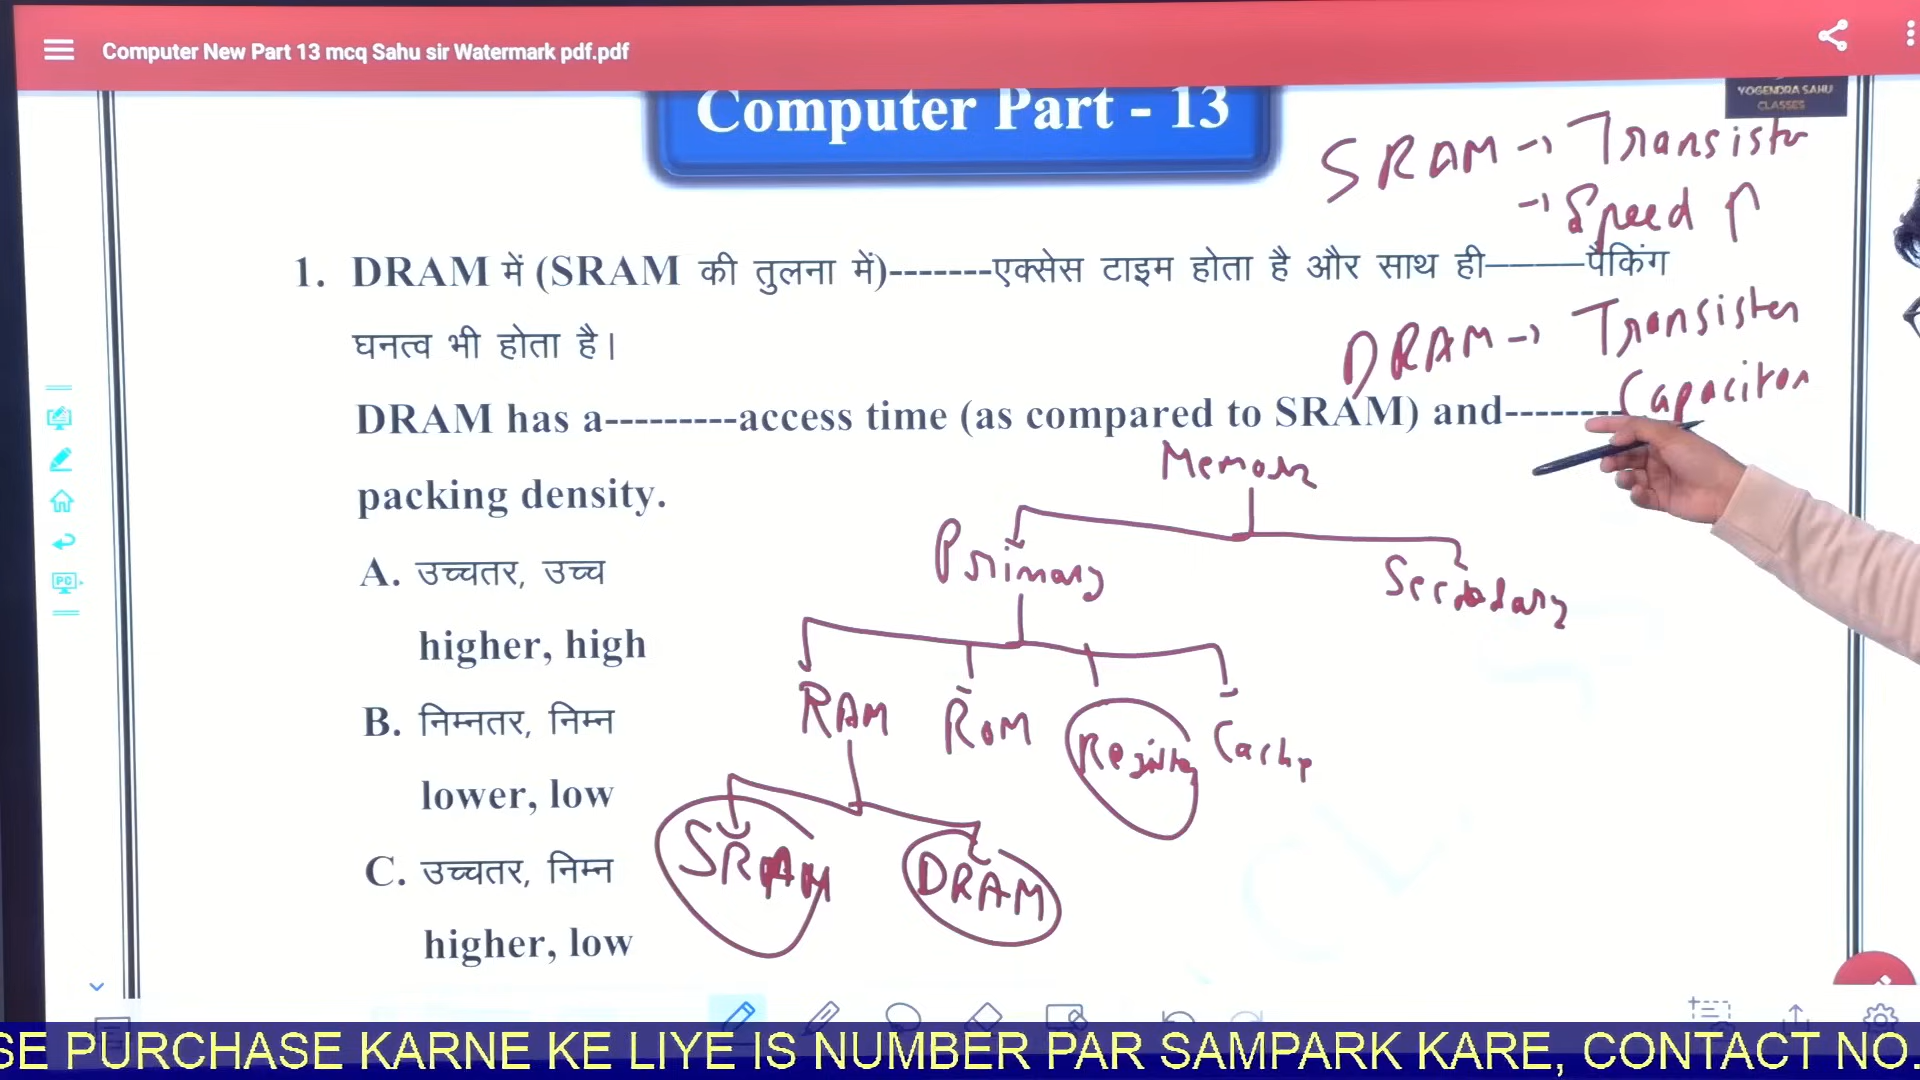 Computer New Part 13 mcq Sahu sir Watermark pdf.pdf
YOGENDRA SAHU
CLASSES
Computer Part - 13
SRAM → Transistor
→ Speed ↑
1. DRAM में (SRAM की तुलना में)-------एक्सेस टाइम होता है और साथ ही———पैकिंग
घनत्व भी होता है।
DRAM → Transistor
Capacitor
DRAM has a---------access time (as compared to SRAM) and--------
packing density.
Memory
Primary
Secondary
A. उच्चतर, उच्च
higher, high
RAM ROM Register Cache
B. निम्नतर, निम्न
lower, low
SRAM DRAM
C. उच्चतर, निम्न
higher, low
SE PURCHASE KARNE KE LIYE IS NUMBER PAR SAMPARK KARE, CONTACT NO.